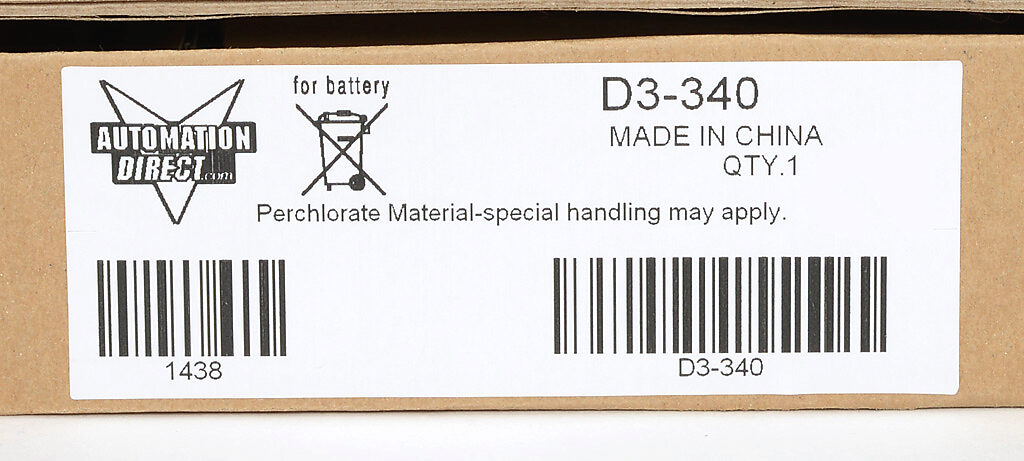 AUTOMATION
DIRECT.com
for battery
D3-340
MADE IN CHINA
QTY.1
Perchlorate Material-special handling may apply.
1438
D3-340